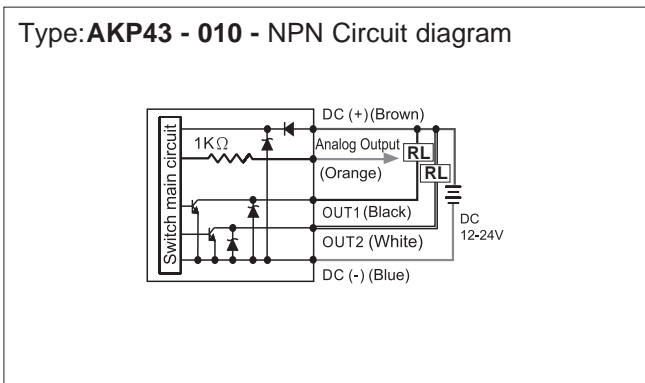 Type:AKP43 - 010 - NPN Circuit diagram
DC (+)(Brown)
1KΩ
Analog Output
RL
(Orange)
RL
Switch main circuit
OUT1(Black)
DC
12-24V
OUT2 (White)
DC (-) (Blue)